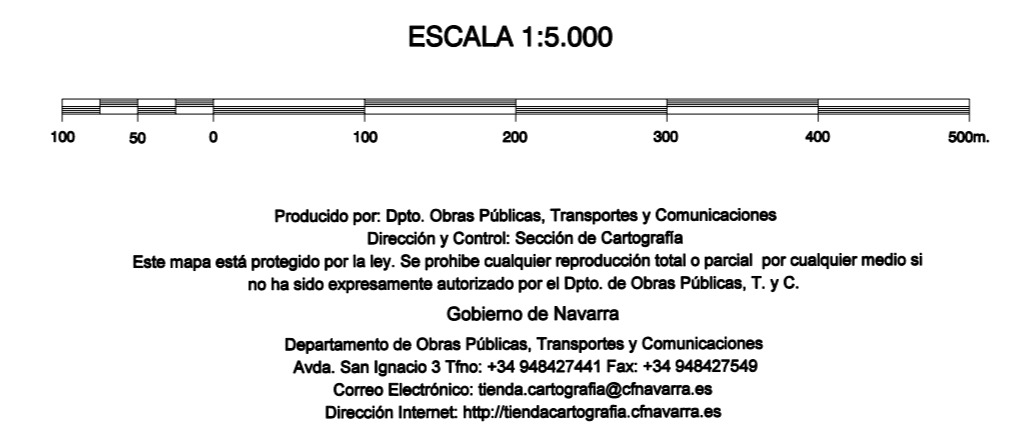 ESCALA 1:5.000
100 50 0 100 200 300 400 500m.
Producido por: Dpto. Obras Públicas, Transportes y Comunicaciones
Dirección y Control: Sección de Cartografía
Este mapa está protegido por la ley. Se prohibe cualquier reproducción total o parcial por cualquier medio si
no ha sido expresamente autorizado por el Dpto. de Obras Públicas, T. y C.
Gobierno de Navarra
Departamento de Obras Públicas, Transportes y Comunicaciones
Avda. San Ignacio 3 Tfno: +34 948427441 Fax: +34 948427549
Correo Electrónico: tienda.cartografia@cfnavarra.es
Dirección Internet: http://tiendacartografia.cfnavarra.es